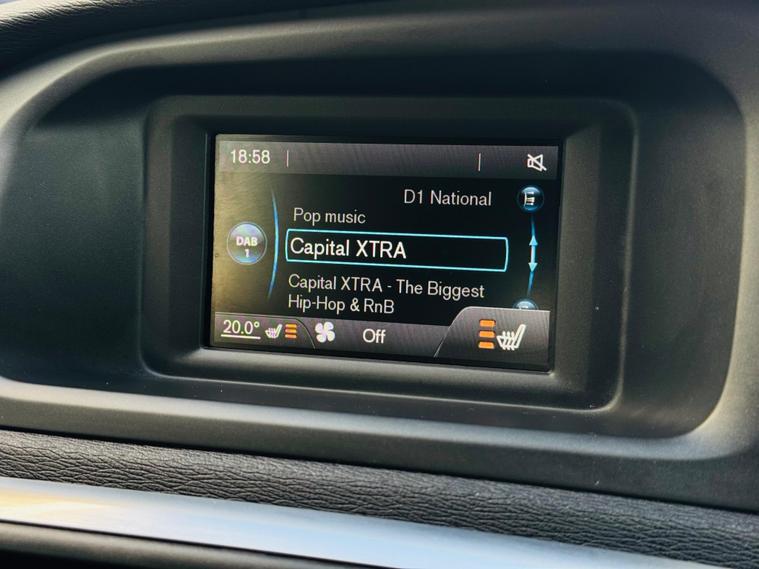 18:58
D1 National
Pop music
DAB
1
Capital XTRA
Capital XTRA - The Biggest
Hip-Hop & RnB
20.0°
Off